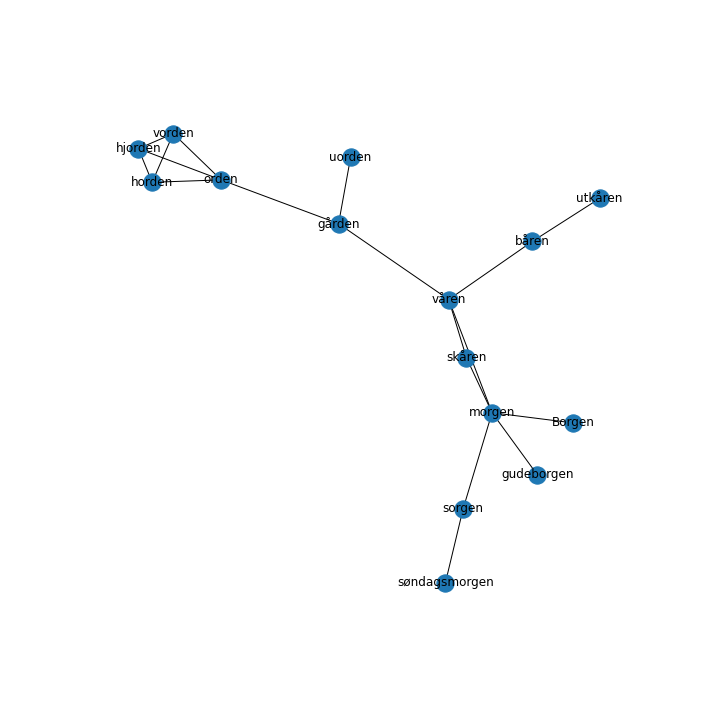 vorden
hjorden
uorden
orden
horden
utkåren
gården
båren
våren
skåren
morgen
Borgen
gudeborgen
sorgen
søndagsmorgen